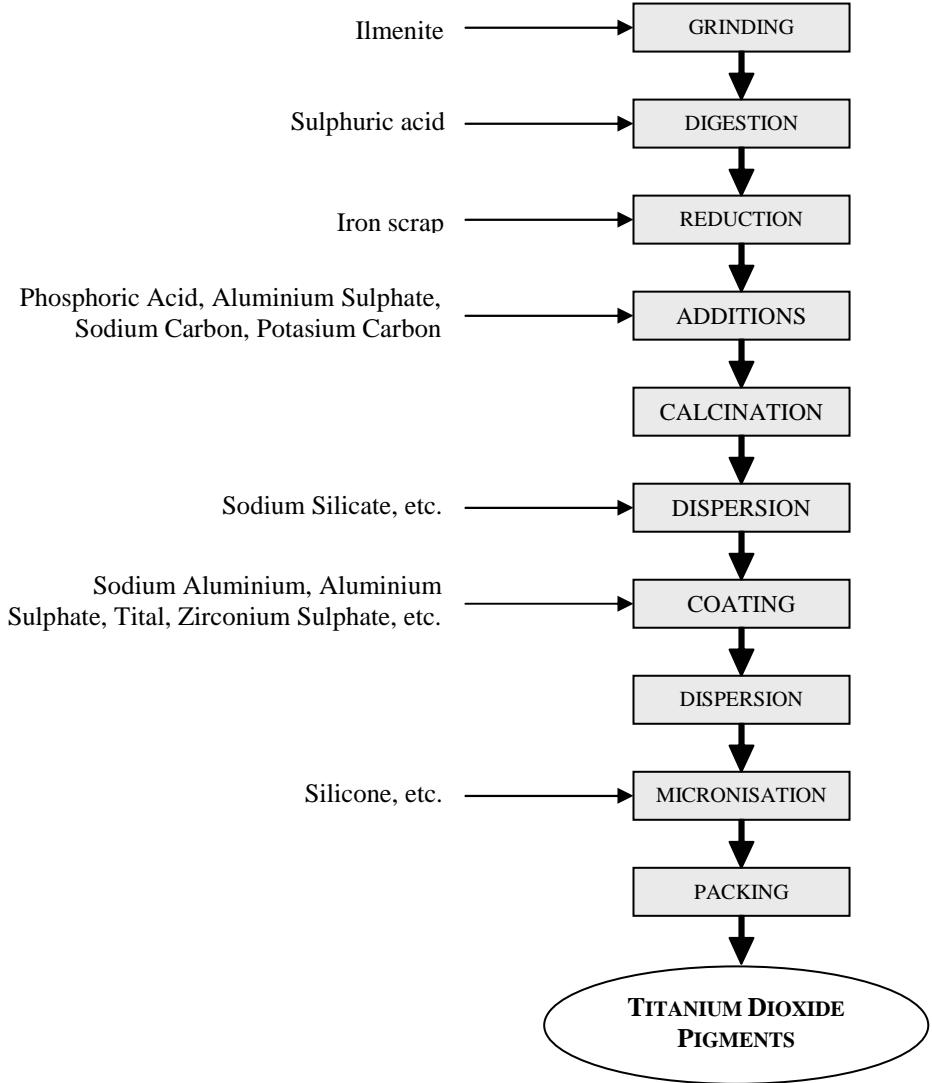 Ilmenite
GRINDING
Sulphuric acid
DIGESTION
Iron scrap
REDUCTION
Phosphoric Acid, Aluminium Sulphate,
Sodium Carbon, Potasium Carbon
ADDITIONS
CALCINATION
Sodium Silicate, etc.
DISPERSION
Sodium Aluminium, Aluminium
Sulphate, Tital, Zirconium Sulphate, etc.
COATING
DISPERSION
Silicone, etc.
MICRONISATION
PACKING
TITANIUM DIOXIDE
PIGMENTS